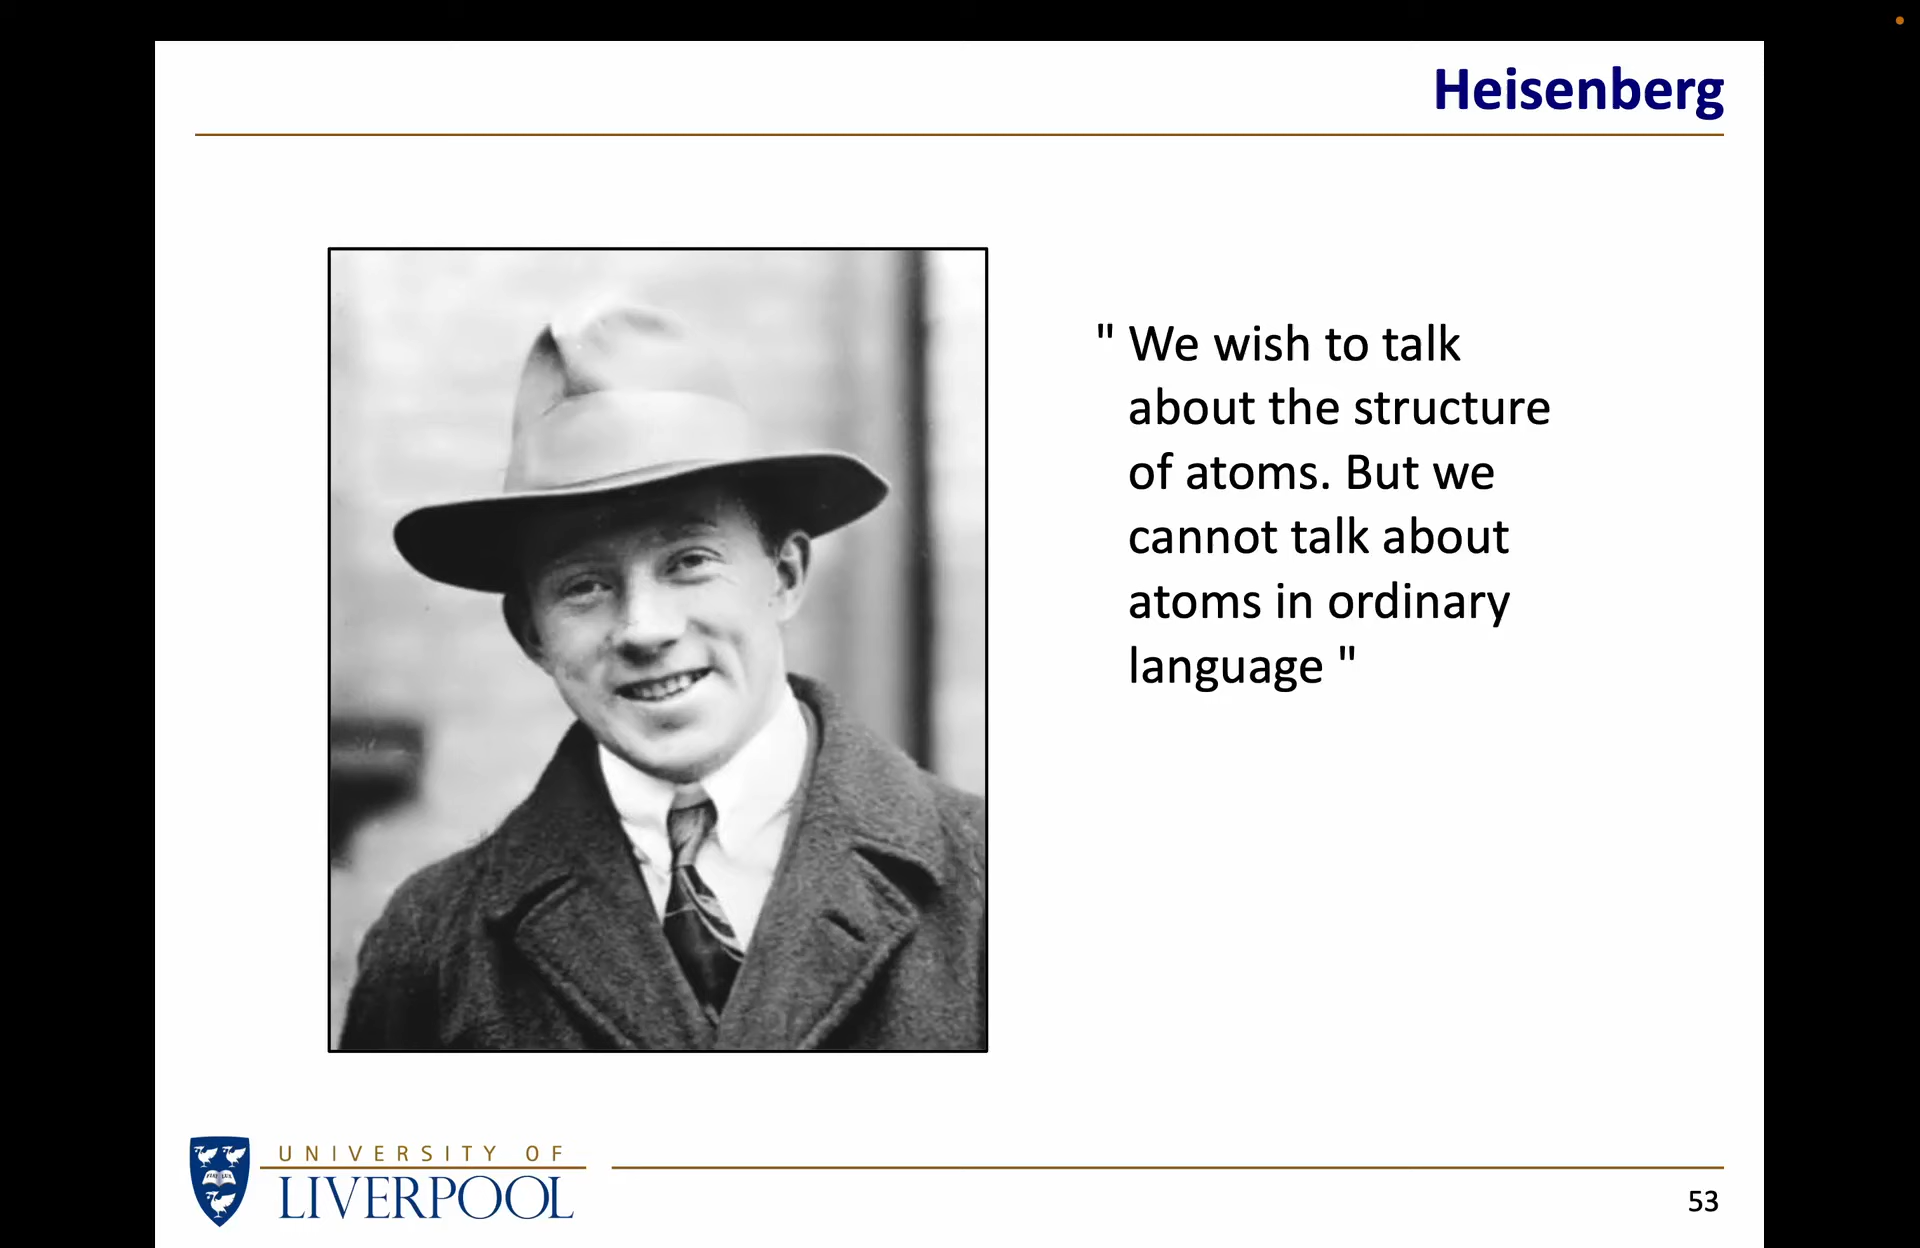 Heisenberg
" We wish to talk
about the structure
of atoms. But we
cannot talk about
atoms in ordinary
language "
UNIVERSITY OF
LIVERPOOL
53